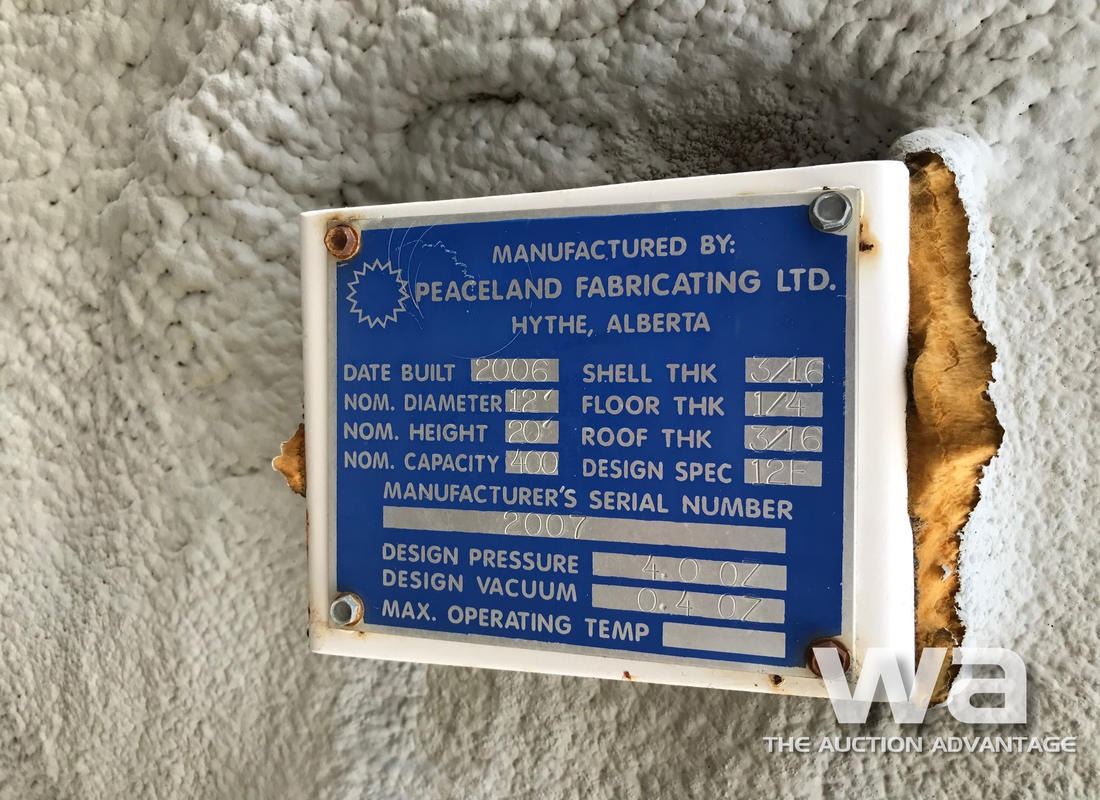 MANUFACTURED BY:
PEACELAND FABRICATING LTD.
HYTHE, ALBERTA
DATE BUILT 2006 SHELL THK 3/16
NOM. DIAMETER 12' FLOOR THK 1/4
NOM. HEIGHT 20' ROOF THK 3/16
NOM. CAPACITY 400 DESIGN SPEC 12F
MANUFACTURER'S SERIAL NUMBER
2007
DESIGN PRESSURE 4.0 OZ
DESIGN VACUUM 0.4 OZ
MAX. OPERATING TEMP
wa
THE AUCTION ADVANTAGE